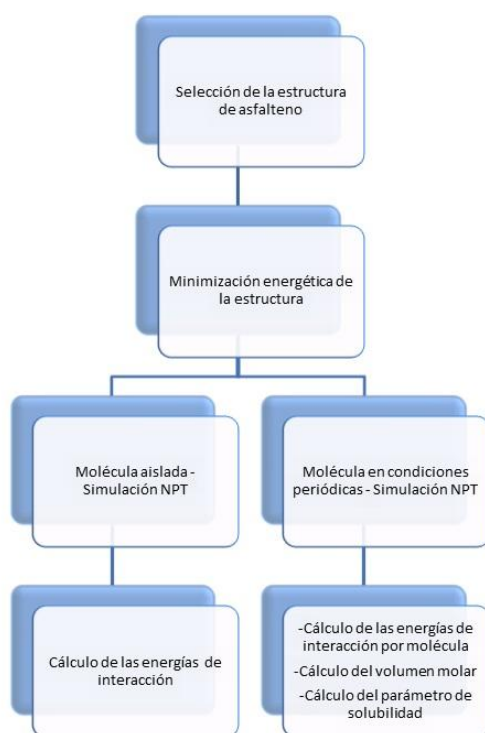 Selección de la estructura
de asfalteno
Minimización energética de
la estructura
Molécula aislada -
Simulación NPT
Molécula en condiciones
periódicas - Simulación NPT
Cálculo de las energías de
interacción
-Cálculo de las energías de
interacción por molécula
-Cálculo del volumen molar
-Cálculo del parámetro de
solubilidad